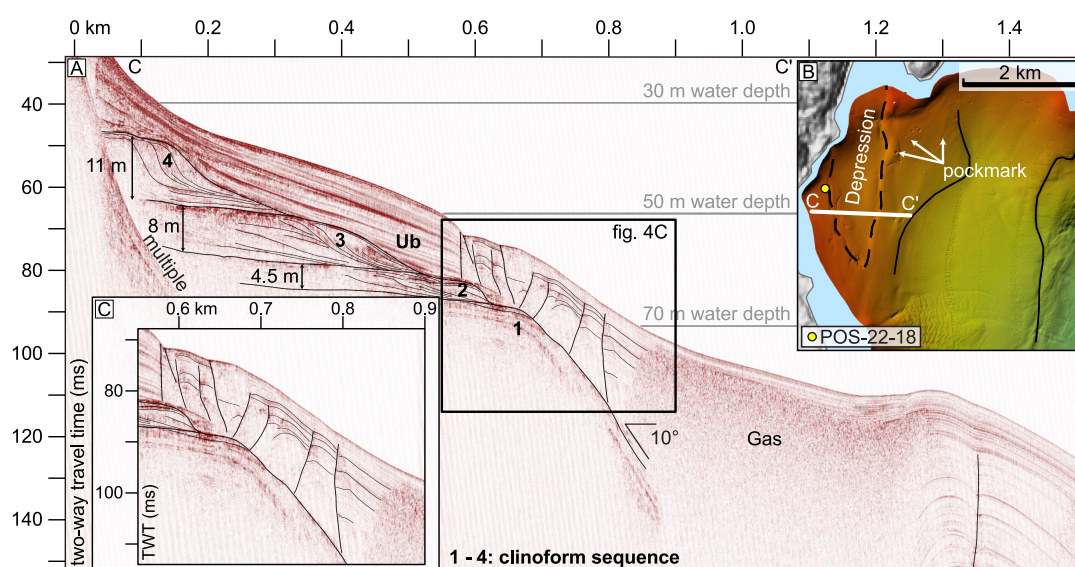 0 km 0.2 0.4 0.6 0.8 1.0 1.2 1.4
A C C'
30 m water depth
50 m water depth
70 m water depth
40
60
80
100
120
140
two-way travel time (ms)
11 m
8 m
4.5 m
4
3
2
1
Ub
multiple
fig. 4C
10°
Gas
1 - 4: clinoform sequence
B
2 km
Depression
pockmark
C C'
POS-22-18
C
0.6 km 0.7 0.8 0.9
80
100
TWT (ms)